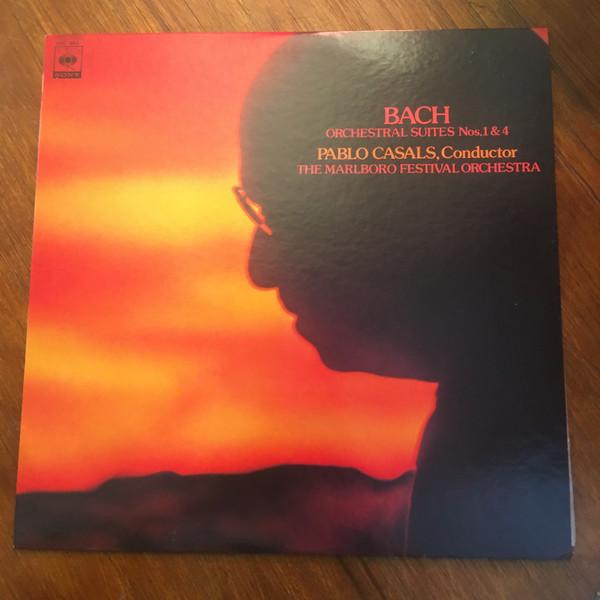 SONY
BACH
ORCHESTRAL SUITES Nos.1 & 4
PABLO CASALS, Conductor
THE MARLBORO FESTIVAL ORCHESTRA